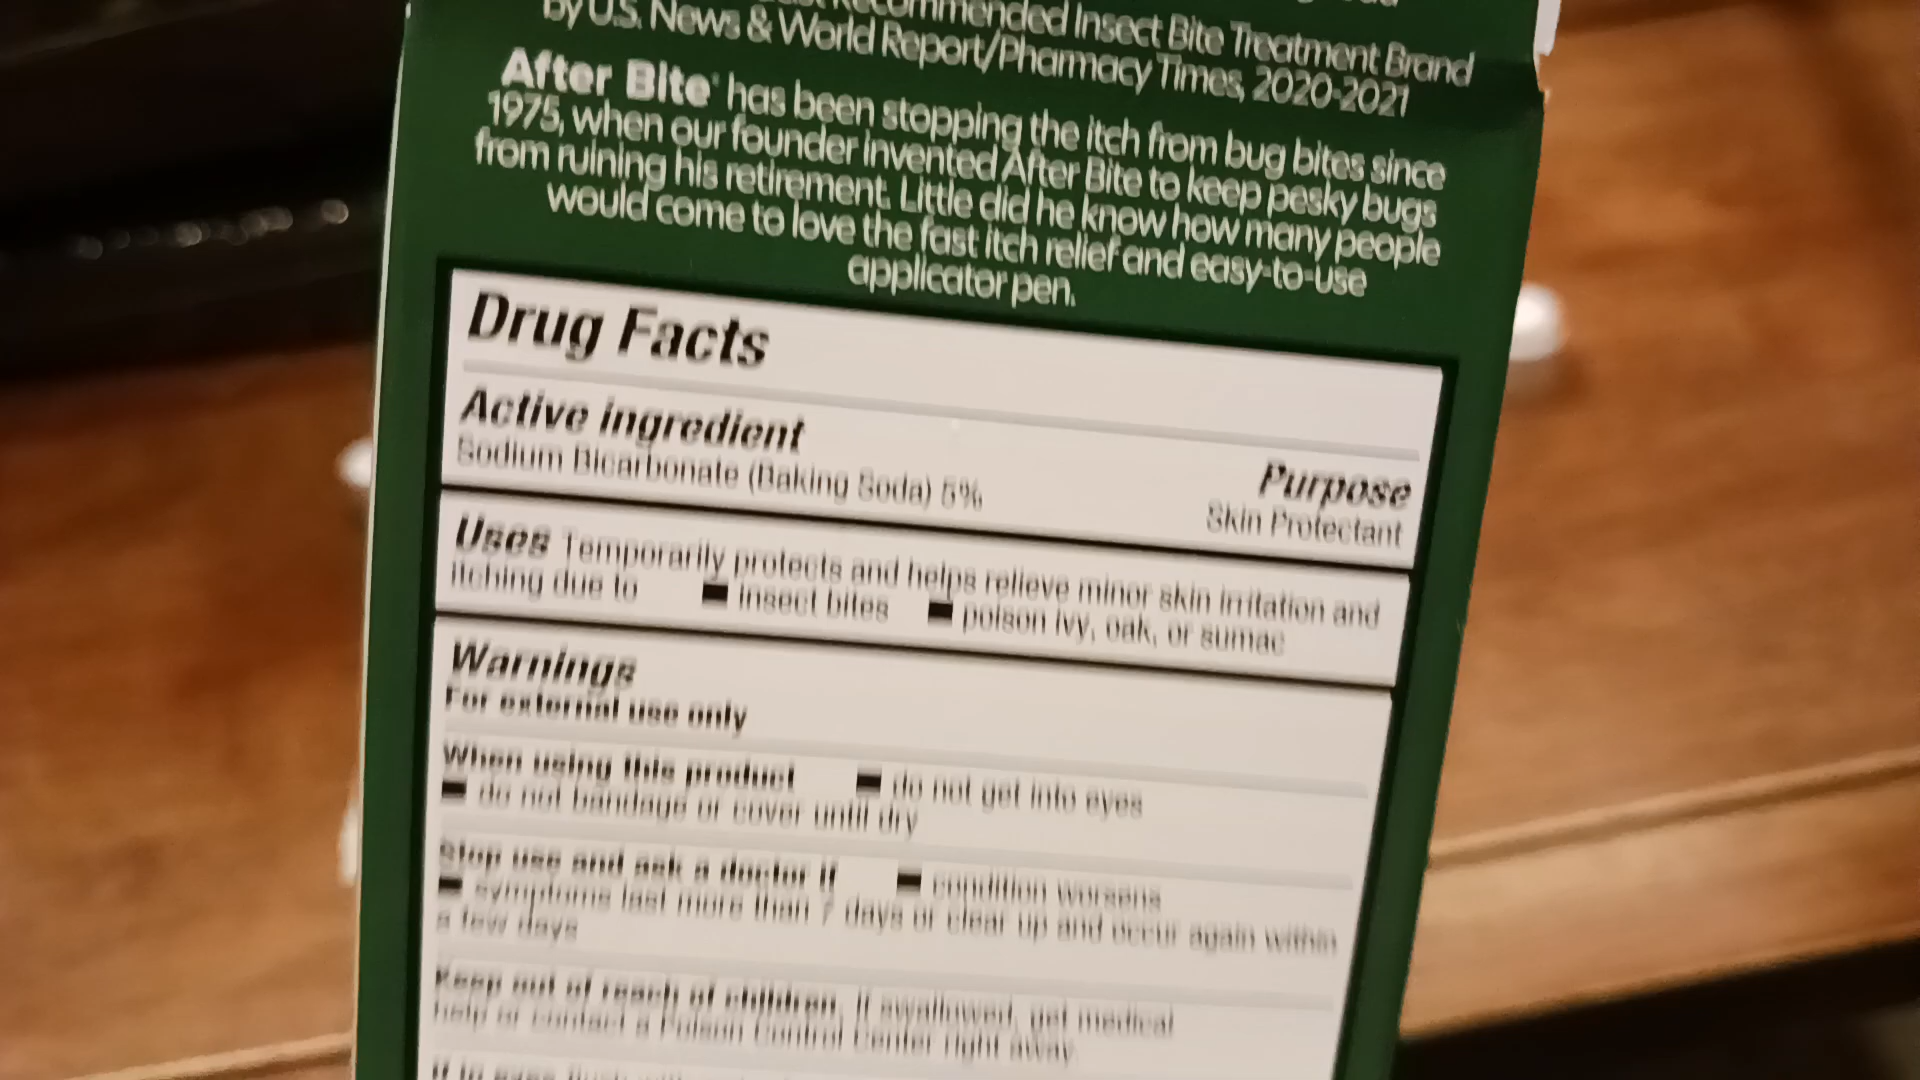 Recommended Insect Bite Treatment Brand
by U.S. News & World Report/Pharmacy Times, 2020-2021
After Bite® has been stopping the itch from bug bites since
1975, when our founder invented After Bite to keep pesky bugs
from ruining his retirement. Little did he know how many people
would come to love the fast itch relief and easy-to-use
applicator pen.
Drug Facts
Active ingredient
Purpose
Sodium Bicarbonate (Baking Soda) 5%
Skin Protectant
Uses Temporarily protects and helps relieve minor skin irritation and
itching due to ■ insect bites ■ poison ivy, oak, or sumac
Warnings
For external use only
When using this product ■ do not get into eyes
■ do not bandage or cover until dry
Stop use and ask a doctor if ■ condition worsens
■ symptoms last more than 7 days or clear up and occur again within
a few days
Keep out of reach of children. If swallowed, get medical
help or contact a Poison Control Center right away.